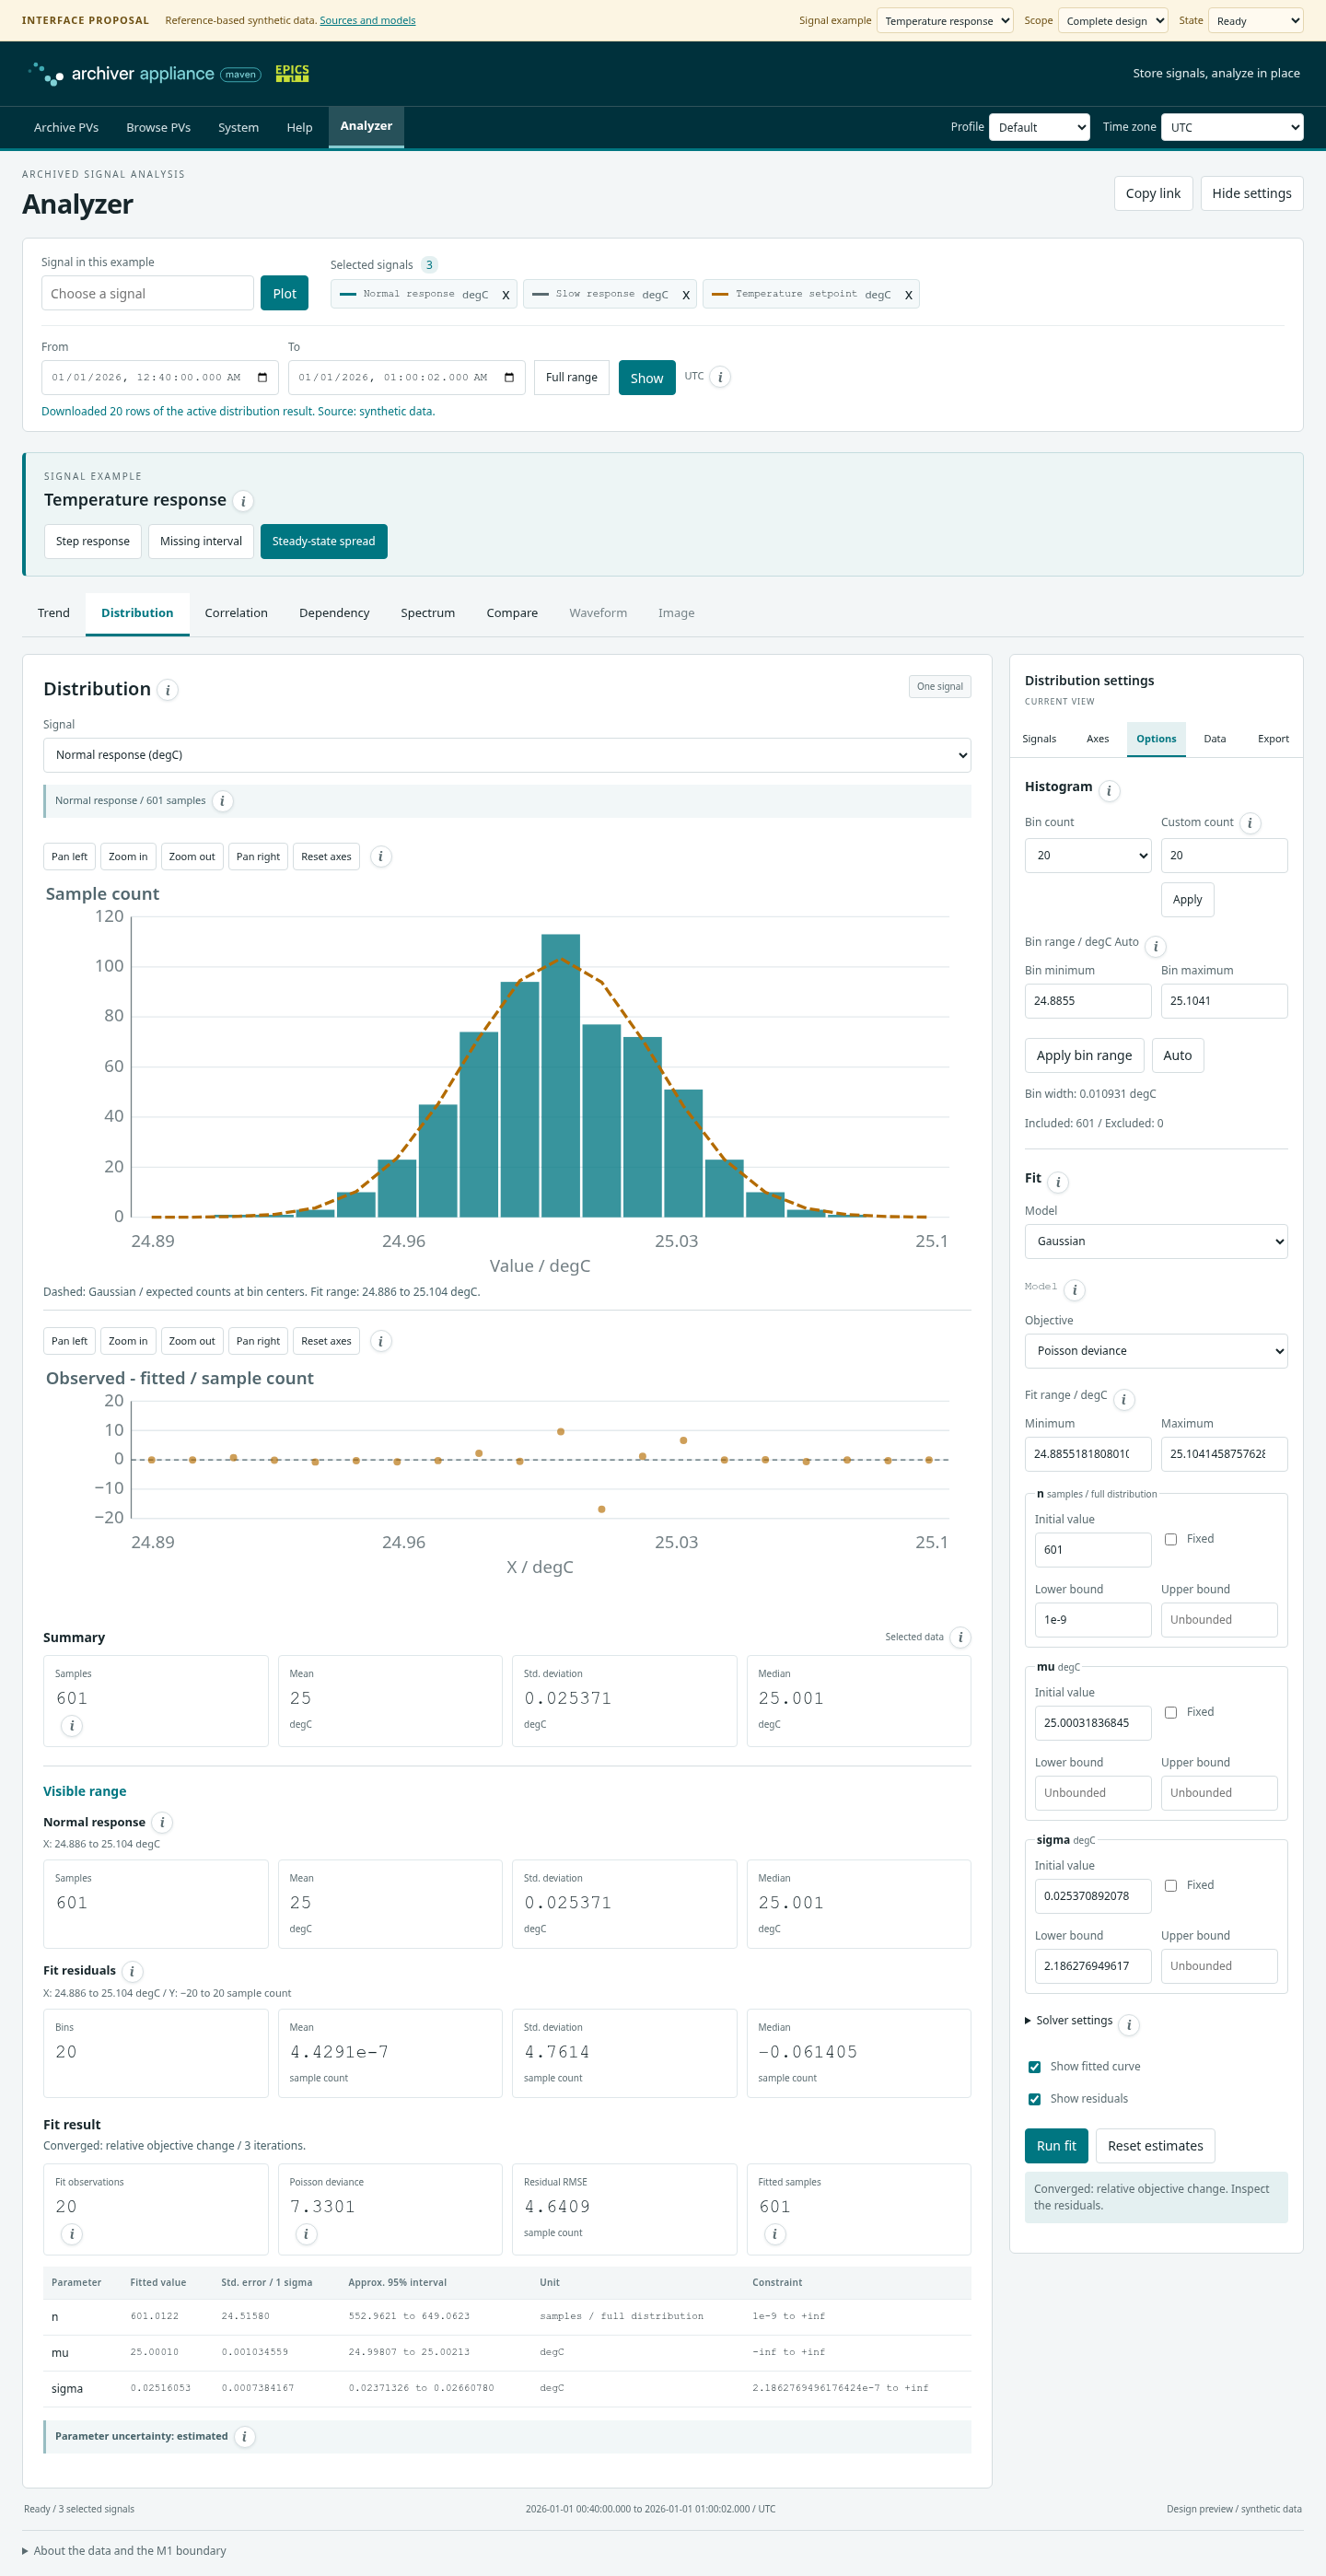 INTERFACE PROPOSAL Reference-based synthetic data. Sources and models Signal example Temperature response Scope Complete design State Ready
archiver appliance maven EPICS Store signals, analyze in place
Archive PVs Browse PVs System Help Analyzer Profile Default Time zone UTC
ARCHIVED SIGNAL ANALYSIS
Analyzer Copy link Hide settings
Signal in this example Selected signals 3
Choose a signal Plot Normal response degC X Slow response degC X Temperature setpoint degC X
From To
01/01/2026, 12:40:00.000 AM 01/01/2026, 01:00:02.000 AM Full range Show UTC i
Downloaded 20 rows of the active distribution result. Source: synthetic data.
SIGNAL EXAMPLE
Temperature response i
Step response Missing interval Steady-state spread
Trend Distribution Correlation Dependency Spectrum Compare Waveform Image
Distribution i One signal
Signal
Normal response (degC)
Normal response / 601 samples i
Pan left Zoom in Zoom out Pan right Reset axes i
Sample count
120
100
80
60
40
20
0
24.89 24.96 25.03 25.1
Value / degC
Dashed: Gaussian / expected counts at bin centers. Fit range: 24.886 to 25.104 degC.
Pan left Zoom in Zoom out Pan right Reset axes i
Observed - fitted / sample count
20
10
0
−10
−20
24.89 24.96 25.03 25.1
X / degC
Summary Selected data i
Samples Mean Std. deviation Median
601 25 0.025371 25.001
i degC degC degC
Visible range
Normal response i
X: 24.886 to 25.104 degC
Samples Mean Std. deviation Median
601 25 0.025371 25.001
degC degC degC
Fit residuals i
X: 24.886 to 25.104 degC / Y: −20 to 20 sample count
Bins Mean Std. deviation Median
20 4.4291e-7 4.7614 −0.061405
sample count sample count sample count
Fit result
Converged: relative objective change / 3 iterations.
Fit observations Poisson deviance Residual RMSE Fitted samples
20 7.3301 4.6409 601
i i sample count i
Parameter Fitted value Std. error / 1 sigma Approx. 95% interval Unit Constraint
n 601.0122 24.51580 552.9621 to 649.0623 samples / full distribution 1e-9 to +inf
mu 25.00010 0.001034559 24.99807 to 25.00213 degC -inf to +inf
sigma 0.02516053 0.0007384167 0.02371326 to 0.02660780 degC 2.1862769496176424e-7 to +inf
Parameter uncertainty: estimated i
Distribution settings
CURRENT VIEW
Signals Axes Options Data Export
Histogram i
Bin count Custom count i
20 20
Apply
Bin range / degC Auto i
Bin minimum Bin maximum
24.8855 25.1041
Apply bin range Auto
Bin width: 0.010931 degC
Included: 601 / Excluded: 0
Fit i
Model
Gaussian
Model i
Objective
Poisson deviance
Fit range / degC i
Minimum Maximum
24.885518180801 25.104145875762
n samples / full distribution
Initial value
601 Fixed
Lower bound Upper bound
1e-9 Unbounded
mu degC
Initial value
25.00031836845 Fixed
Lower bound Upper bound
Unbounded Unbounded
sigma degC
Initial value
0.025370892078 Fixed
Lower bound Upper bound
2.186276949617 Unbounded
Solver settings i
Show fitted curve
Show residuals
Run fit Reset estimates
Converged: relative objective change. Inspect
the residuals.
Ready / 3 selected signals 2026-01-01 00:40:00.000 to 2026-01-01 01:00:02.000 / UTC Design preview / synthetic data
About the data and the M1 boundary